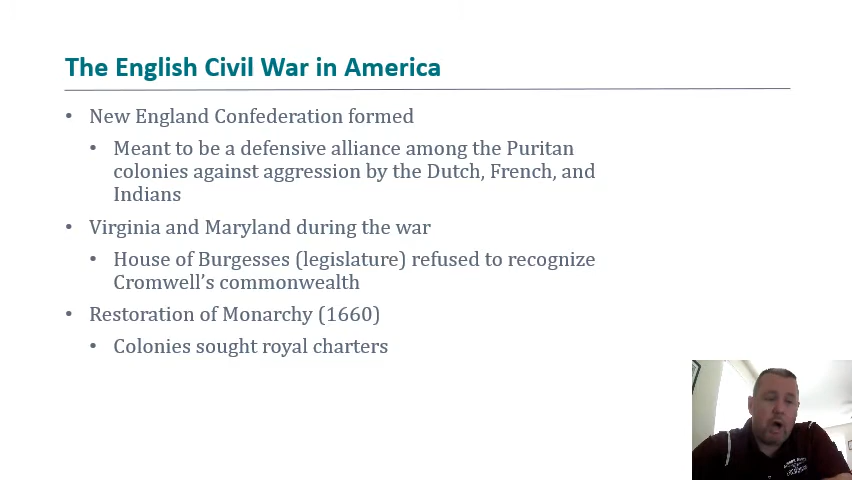 The English Civil War in America
• New England Confederation formed
• Meant to be a defensive alliance among the Puritan
colonies against aggression by the Dutch, French, and
Indians
• Virginia and Maryland during the war
• House of Burgesses (legislature) refused to recognize
Cromwell's commonwealth
• Restoration of Monarchy (1660)
• Colonies sought royal charters